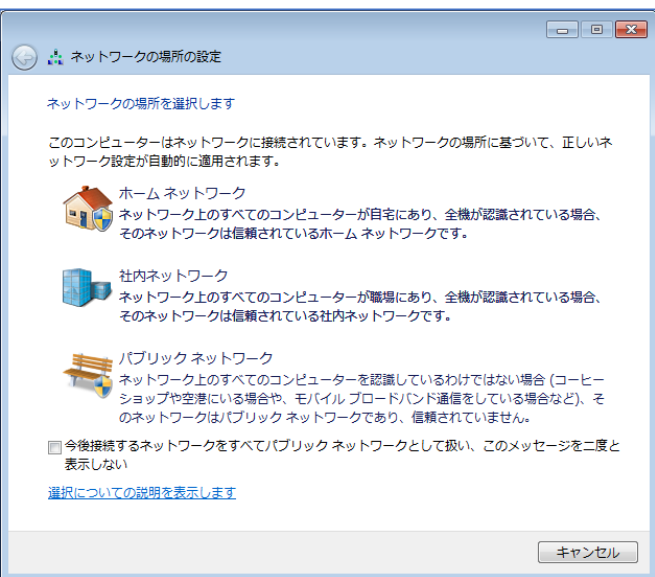 ネットワークの場所の設定
ネットワークの場所を選択します
このコンピューターはネットワークに接続されています。ネットワークの場所に基づいて、正しいネ
ットワーク設定が自動的に適用されます。
ホーム ネットワーク
ネットワーク上のすべてのコンピューターが自宅にあり、全機が認識されている場合、
そのネットワークは信頼されているホーム ネットワークです。
社内ネットワーク
ネットワーク上のすべてのコンピューターが職場にあり、全機が認識されている場合、
そのネットワークは信頼されている社内ネットワークです。
パブリック ネットワーク
ネットワーク上のすべてのコンピューターを認識しているわけではない場合 (コーヒー
ショップや空港にいる場合や、モバイル ブロードバンド通信をしている場合など)、そ
のネットワークはパブリック ネットワークであり、信頼されていません。
今後接続するネットワークをすべてパブリック ネットワークとして扱い、このメッセージを二度と
表示しない
選択についての説明を表示します
キャンセル